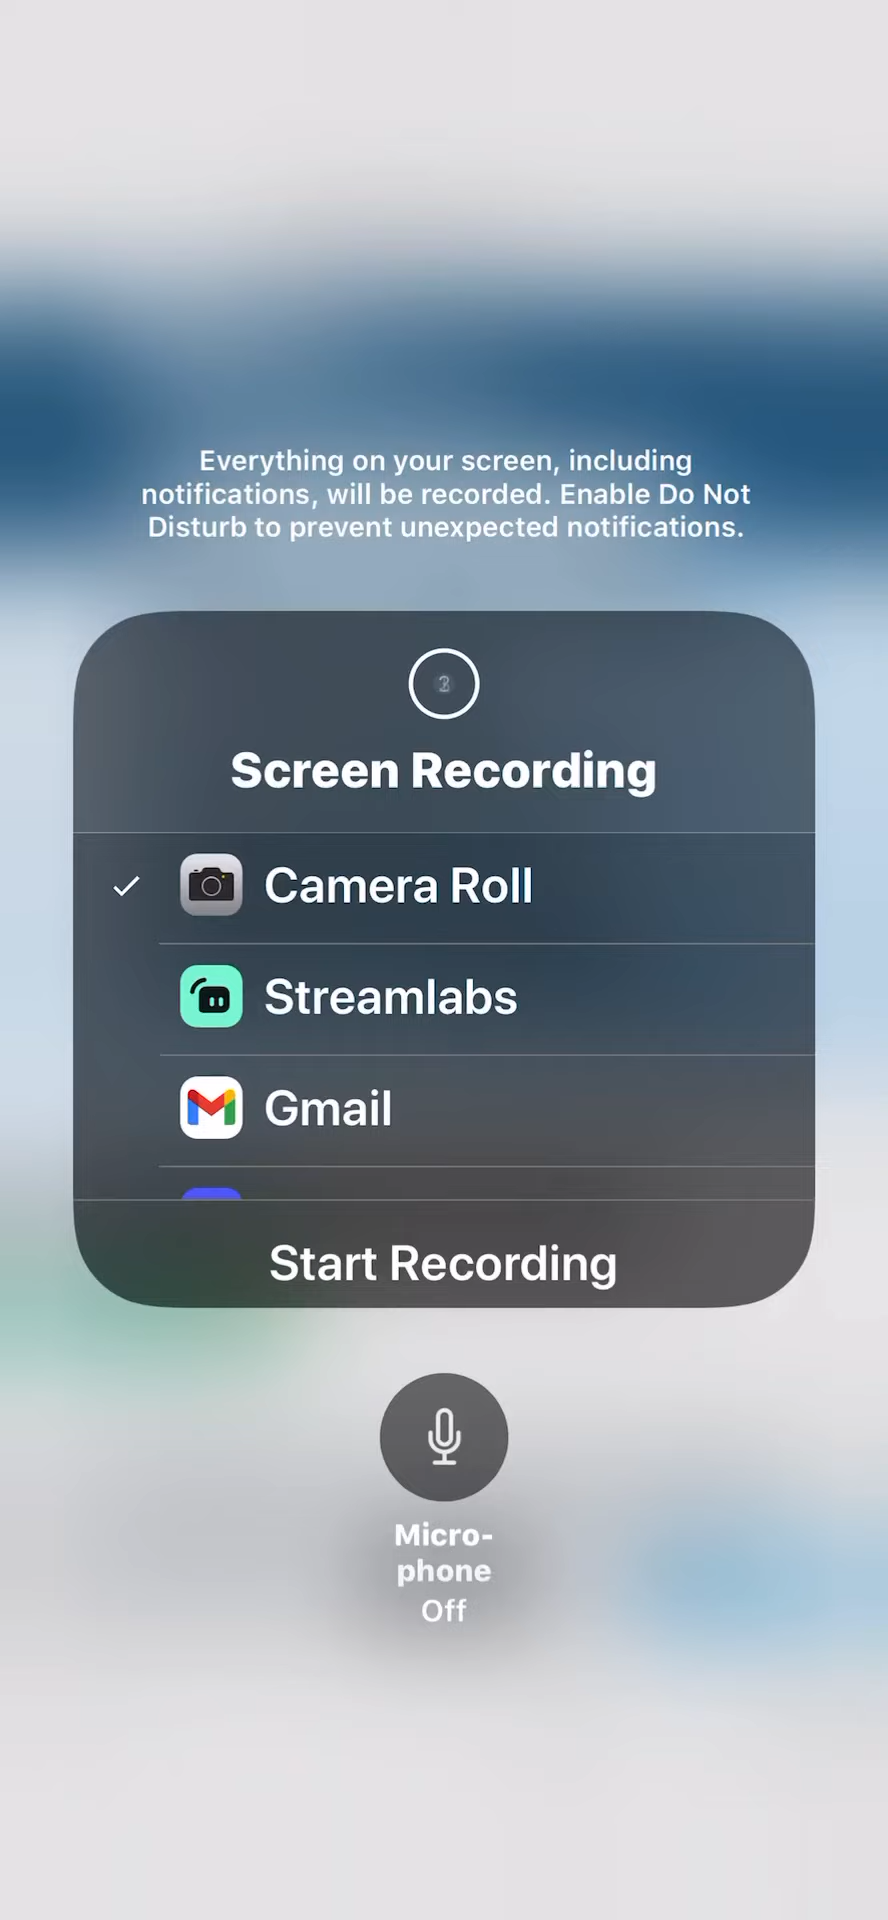 Everything on your screen, including
notifications, will be recorded. Enable Do Not
Disturb to prevent unexpected notifications.
Screen Recording
Camera Roll
Streamlabs
Gmail
Start Recording
Micro-
phone
Off